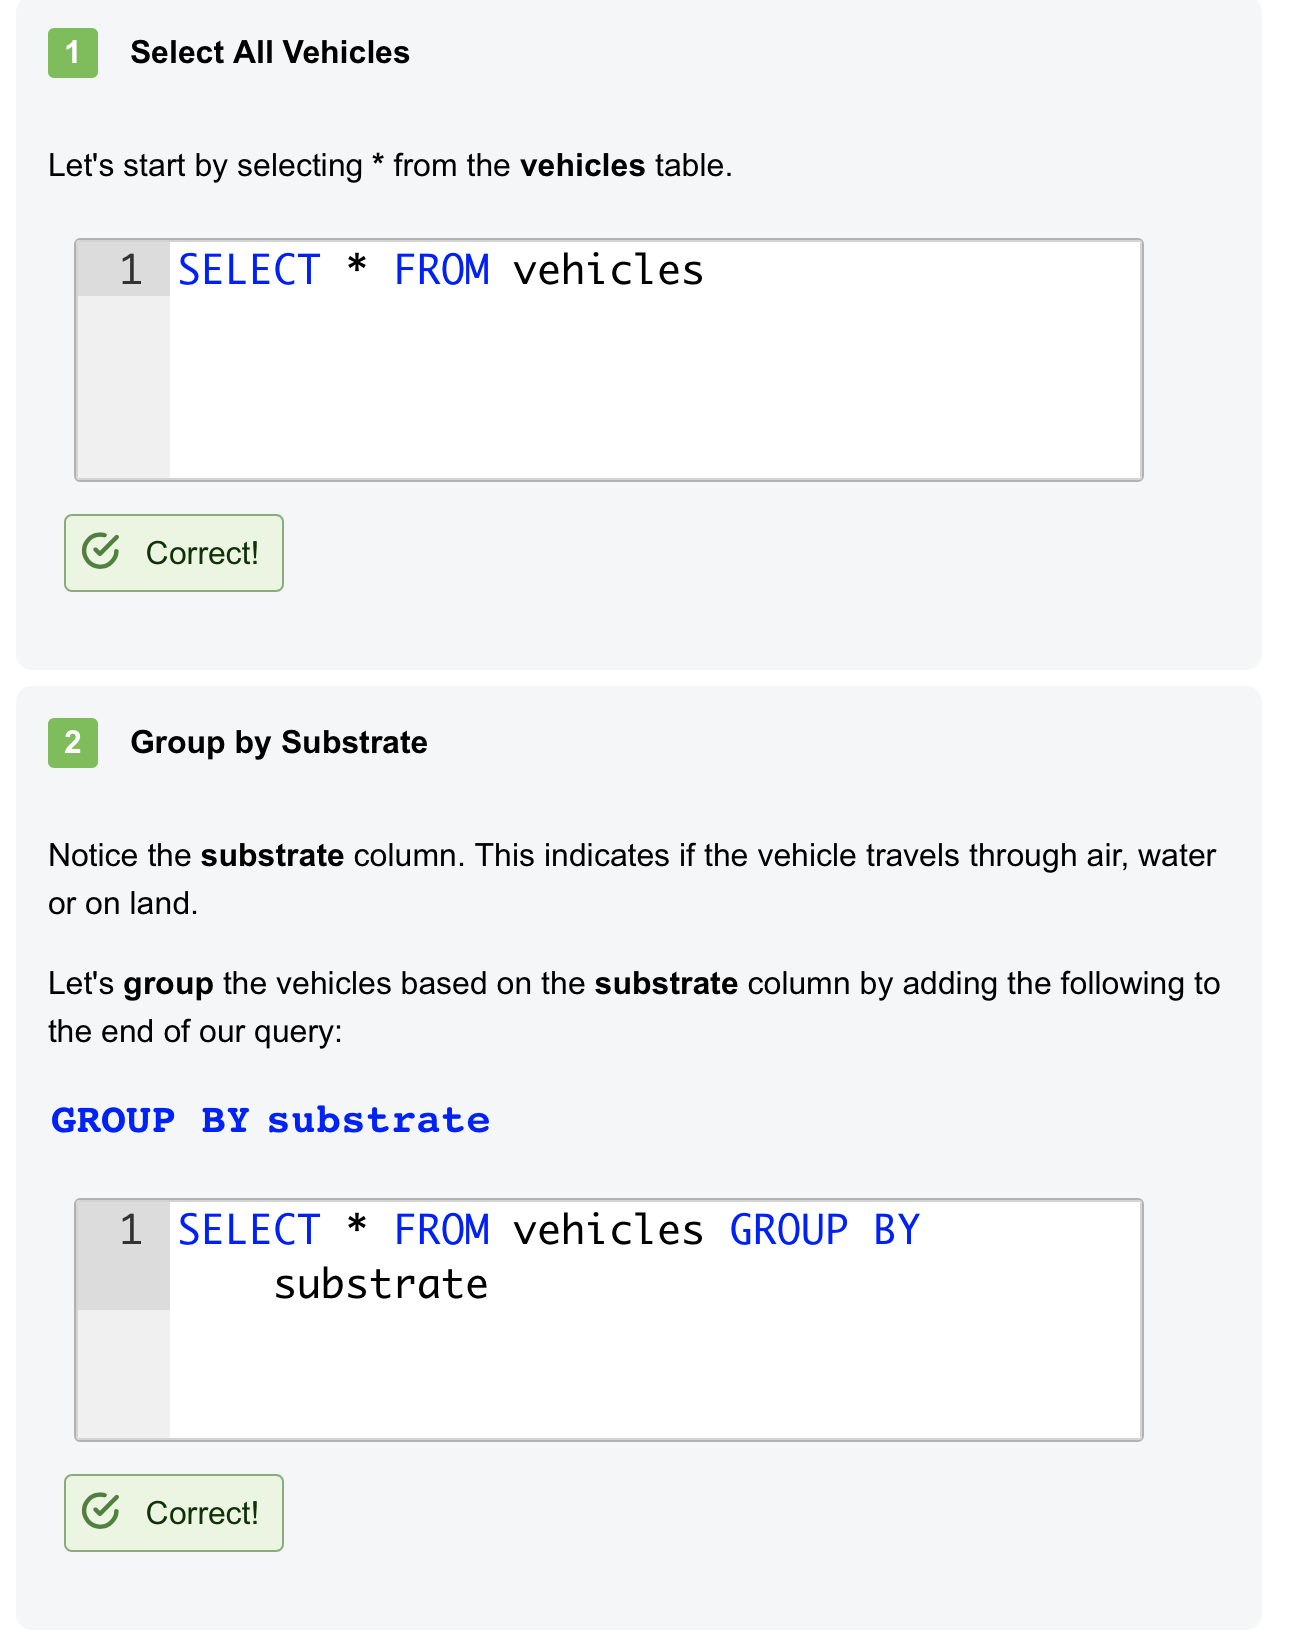 1 Select All Vehicles
Let's start by selecting * from the vehicles table.
1 SELECT * FROM vehicles
Correct!
2 Group by Substrate
Notice the substrate column. This indicates if the vehicle travels through air, water
or on land.
Let's group the vehicles based on the substrate column by adding the following to
the end of our query:
GROUP BY substrate
1 SELECT * FROM vehicles GROUP BY
substrate
Correct!